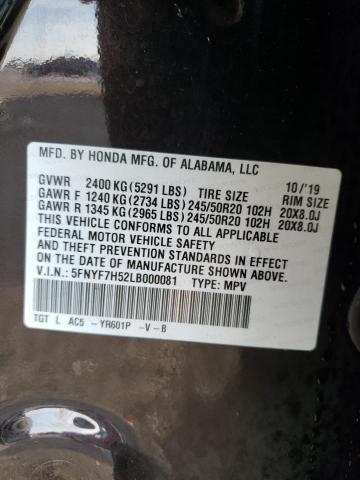 MFD. BY HONDA MFG. OF ALABAMA, LLC
10/'19
GVWR 2400 KG (5291 LBS) TIRE SIZE RIM SIZE
GAWR F 1240 KG (2734 LBS) 245/50R20 102H 20X8.0J
GAWR R 1345 KG (2965 LBS) 245/50R20 102H 20X8.0J
THIS VEHICLE CONFORMS TO ALL APPLICABLE
FEDERAL MOTOR VEHICLE SAFETY
AND THEFT PREVENTION STANDARDS IN EFFECT
ON THE DATE OF MANUFACTURE SHOWN ABOVE.
V.I.N.: 5FNYF7H52LB000081 TYPE: MPV
TGT L AC5 -YR601P -V-B